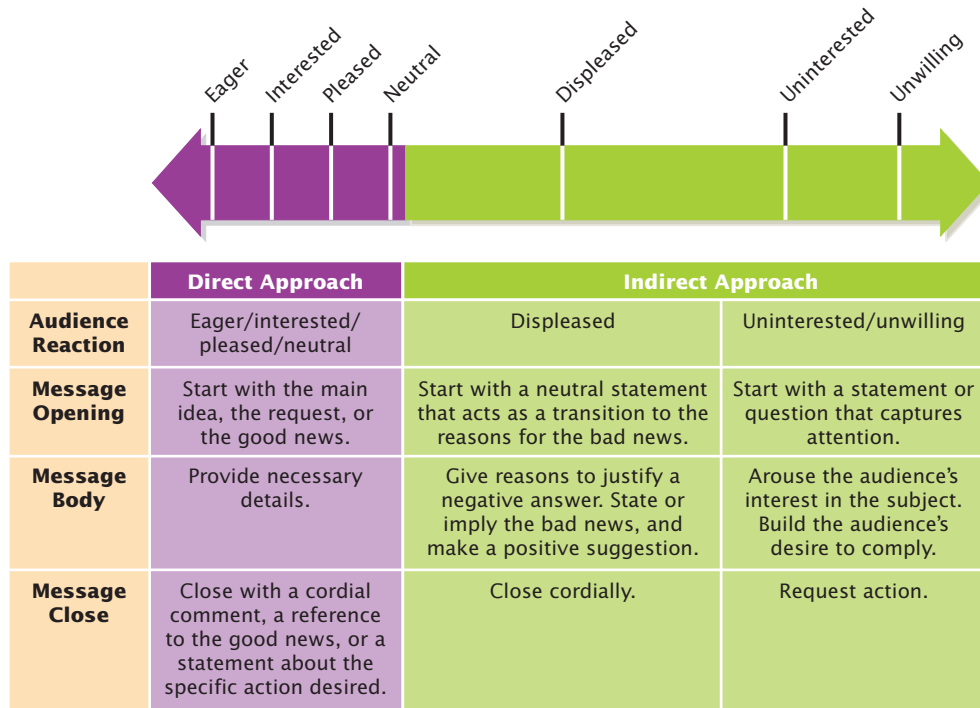 Eager
Interested
Pleased
Neutral
Displeased
Uninterested
Unwilling
Direct Approach
Indirect Approach
Audience
Reaction
Eager/interested/
pleased/neutral
Displeased
Uninterested/unwilling
Message
Opening
Start with the main
idea, the request, or
the good news.
Start with a neutral statement
that acts as a transition to the
reasons for the bad news.
Start with a statement or
question that captures
attention.
Message
Body
Provide necessary
details.
Give reasons to justify a
negative answer. State or
imply the bad news, and
make a positive suggestion.
Arouse the audience’s
interest in the subject.
Build the audience’s
desire to comply.
Message
Close
Close with a cordial
comment, a reference
to the good news, or a
statement about the
specific action desired.
Close cordially.
Request action.